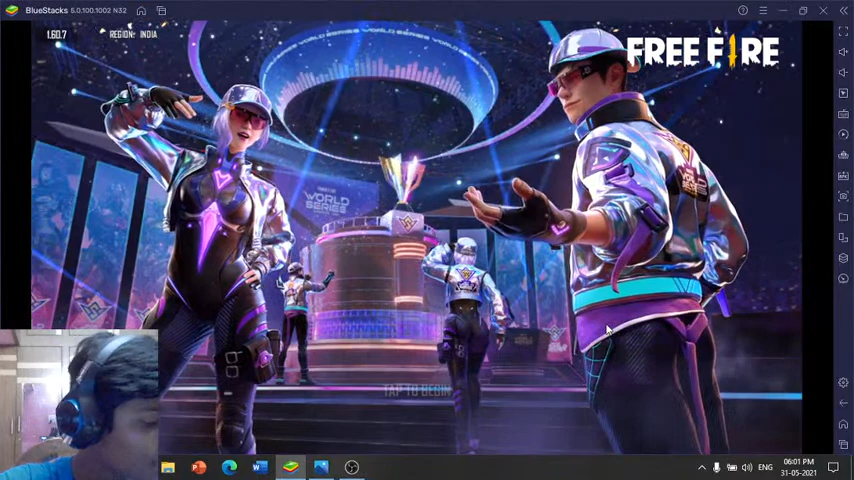 BlueStacks 5.0.100.1002 N32
1.60.7 REGION: INDIA
FREE FIRE
WORLD
SERIES
TAP TO BEGIN
06:01 PM
ENG
31-05-2021